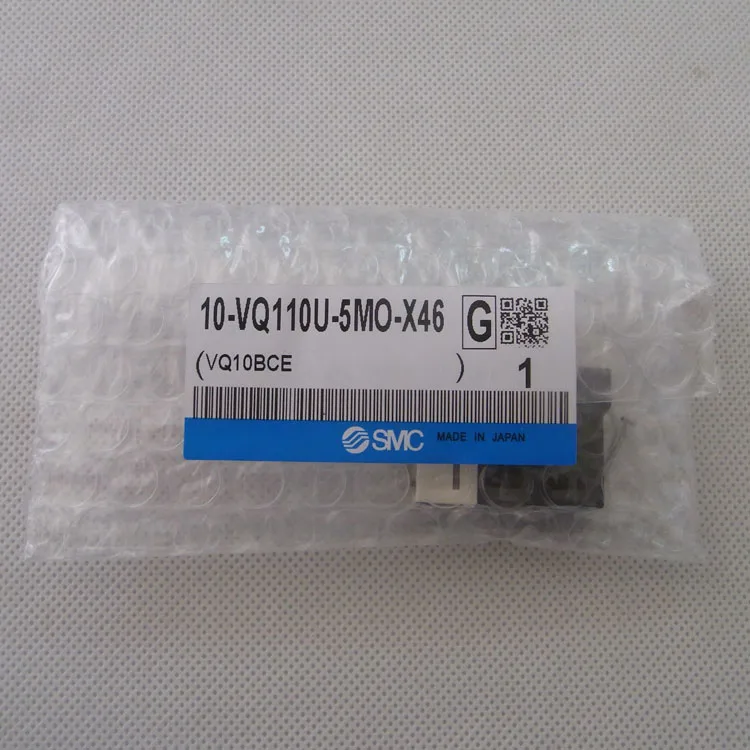 10-VQ110U-5MO-X46 G
(VQ10BCE ) 1
SMC MADE IN JAPAN